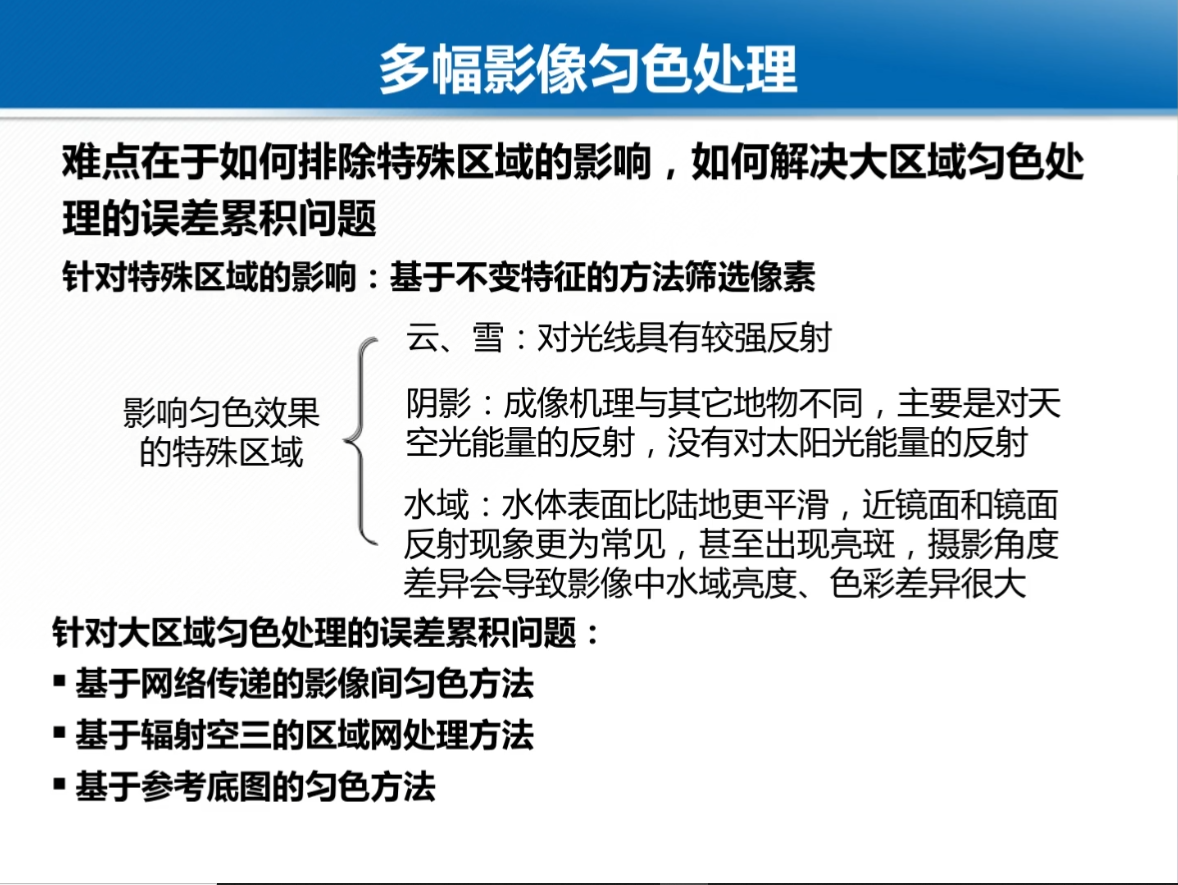 多幅影像匀色处理
难点在于如何排除特殊区域的影响，如何解决大区域匀色处
理的误差累积问题
针对特殊区域的影响：基于不变特征的方法筛选像素
影响匀色效果
的特殊区域
云、雪：对光线具有较强反射
阴影：成像机理与其它地物不同，主要是对天
空光能量的反射，没有对太阳光能量的反射
水域：水体表面比陆地更平滑，近镜面和镜面
反射现象更为常见，甚至出现亮斑，摄影角度
差异会导致影像中水域亮度、色彩差异很大
针对大区域匀色处理的误差累积问题：
▪ 基于网络传递的影像间匀色方法
▪ 基于辐射空三的区域网处理方法
▪ 基于参考底图的匀色方法